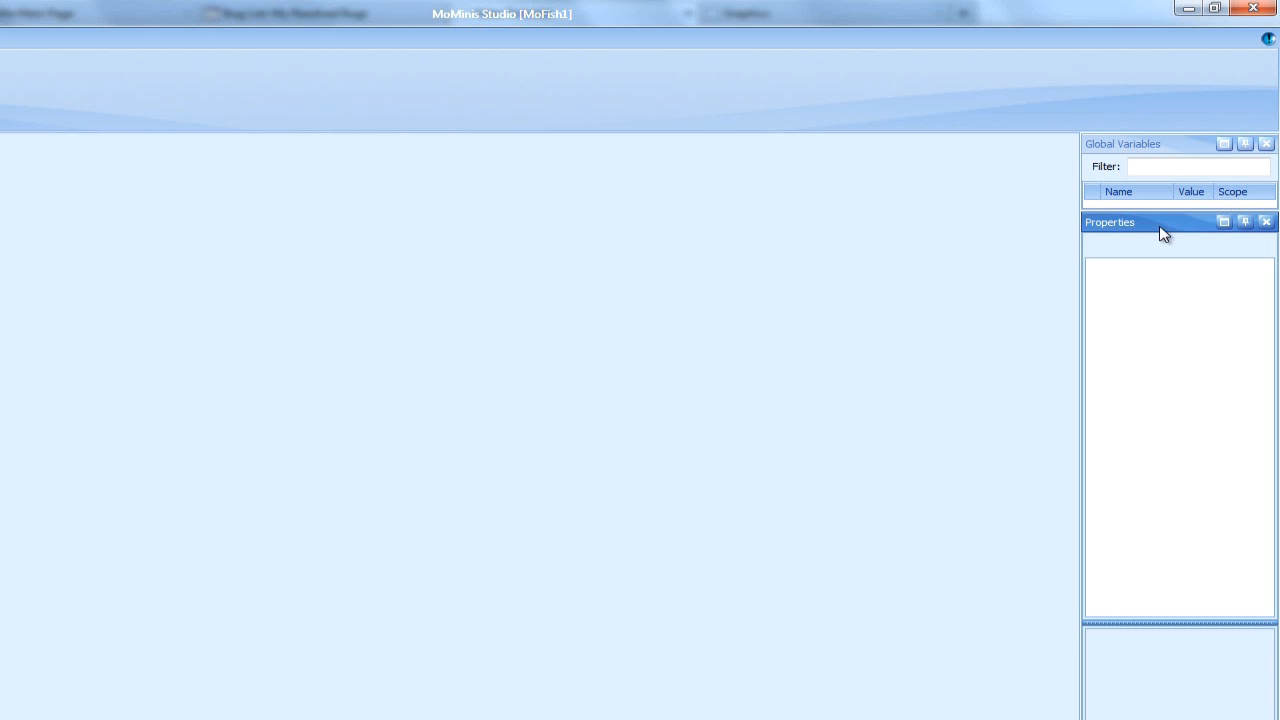 MoMinis Studio [MoFish1]
Global Variables
Filter:
Name Value Scope
Properties